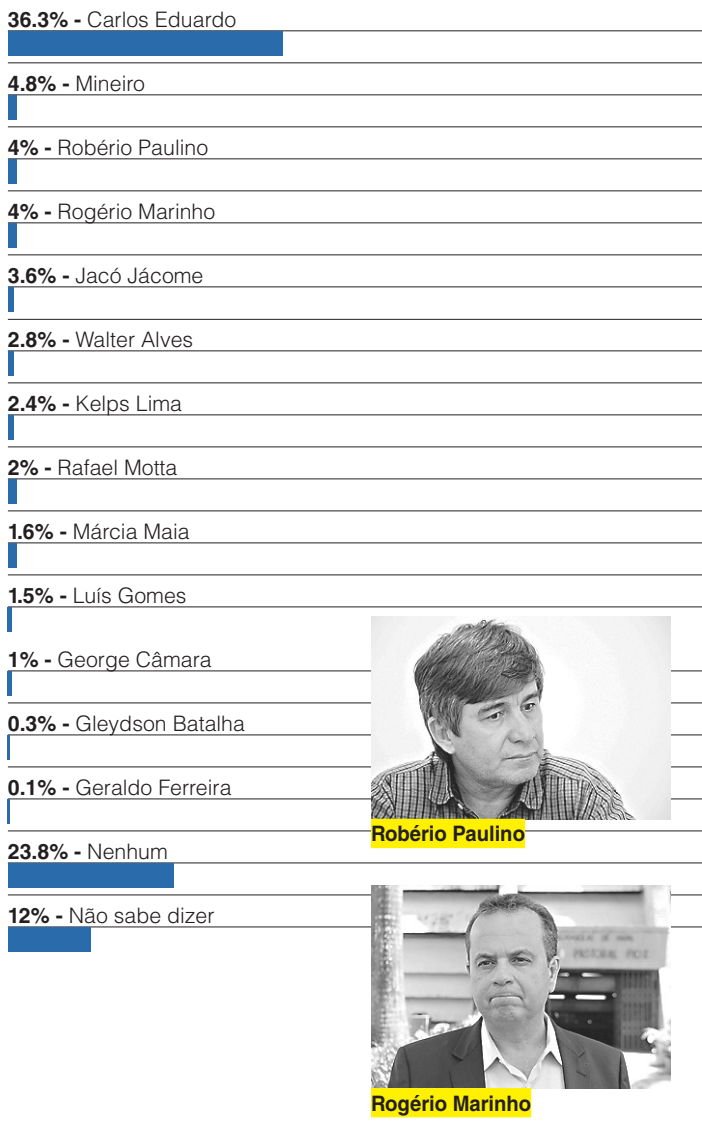 36.3% - Carlos Eduardo
4.8% - Mineiro
4% - Robério Paulino
4% - Rogério Marinho
3.6% - Jacó Jácome
2.8% - Walter Alves
2.4% - Kelps Lima
2% - Rafael Motta
1.6% - Márcia Maia
1.5% - Luís Gomes
1% - George Câmara
0.3% - Gleydson Batalha
0.1% - Geraldo Ferreira
23.8% - Nenhum
12% - Não sabe dizer
Robério Paulino
PASTORAL
Rogério Marinho